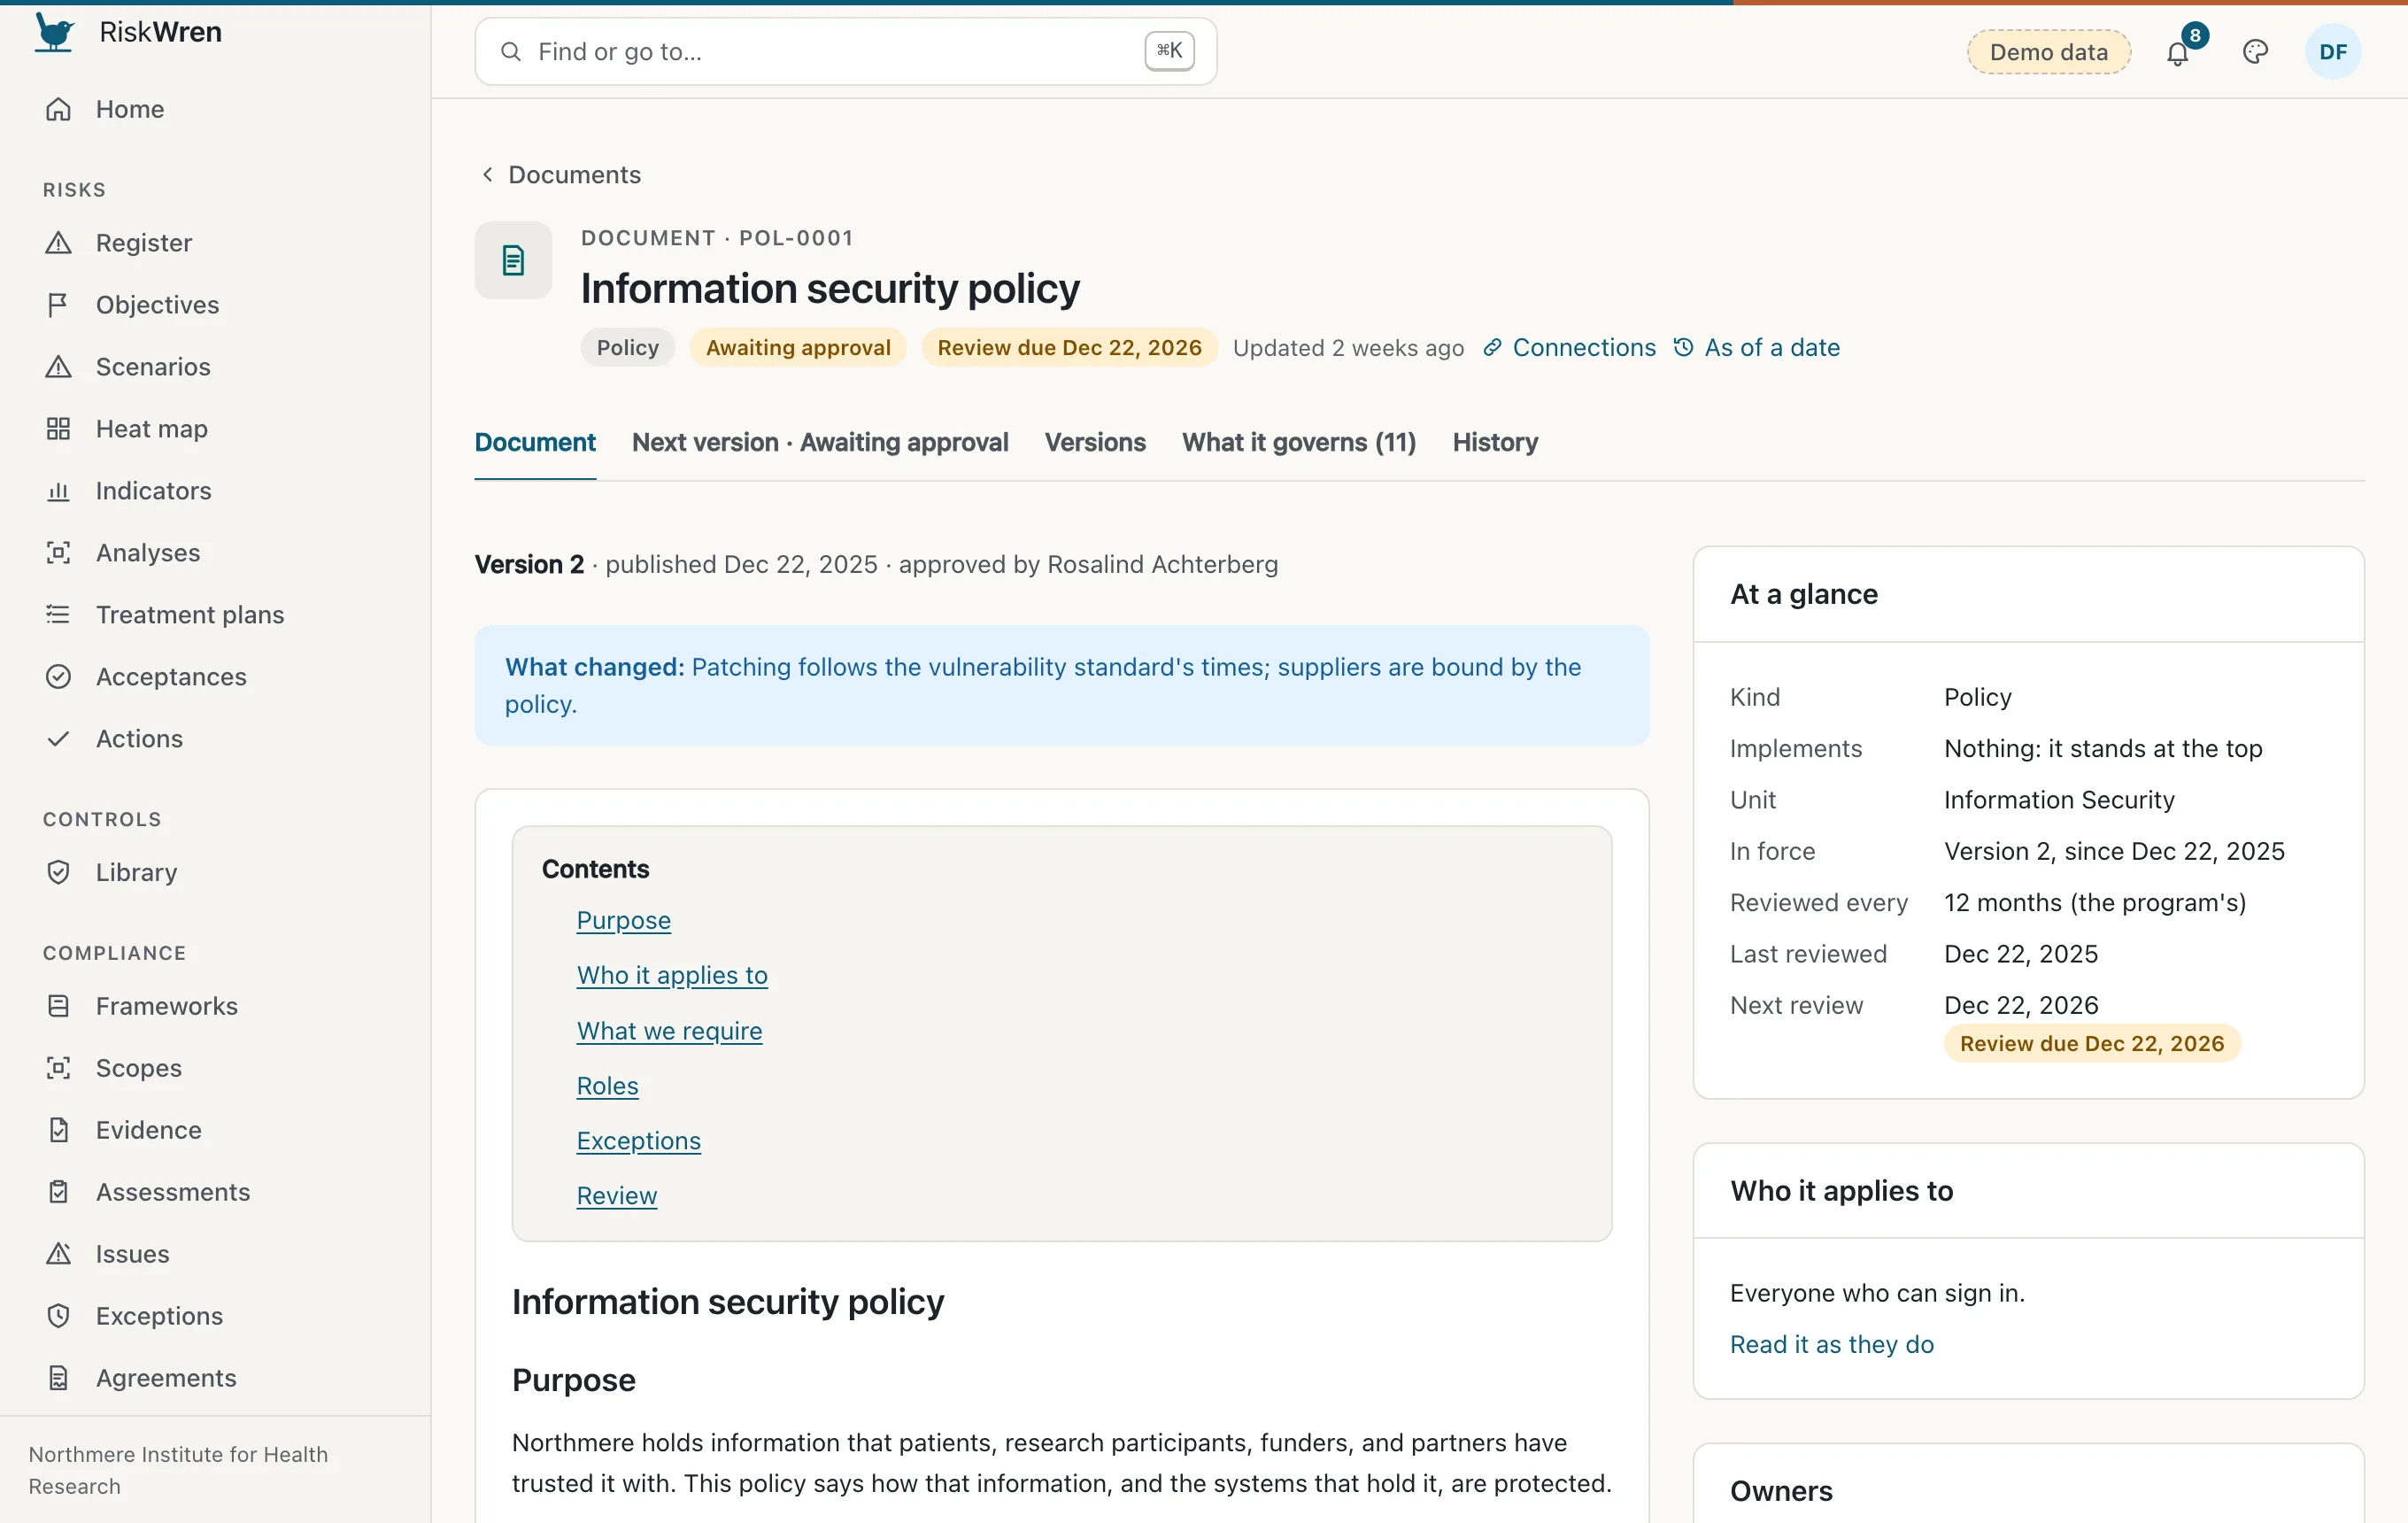 RiskWren
Find or go to...
⌘K
Demo data
8
DF
Home
RISKS
Register
Objectives
Scenarios
Heat map
Indicators
Analyses
Treatment plans
Acceptances
Actions
CONTROLS
Library
COMPLIANCE
Frameworks
Scopes
Evidence
Assessments
Issues
Exceptions
Agreements
Northmere Institute for Health
Research
Documents
DOCUMENT · POL-0001
Information security policy
Policy
Awaiting approval
Review due Dec 22, 2026
Updated 2 weeks ago
Connections
As of a date
Document
Next version · Awaiting approval
Versions
What it governs (11)
History
Version 2 · published Dec 22, 2025 · approved by Rosalind Achterberg
What changed: Patching follows the vulnerability standard's times; suppliers are bound by the
policy.
Contents
Purpose
Who it applies to
What we require
Roles
Exceptions
Review
Information security policy
Purpose
Northmere holds information that patients, research participants, funders, and partners have
trusted it with. This policy says how that information, and the systems that hold it, are protected.
At a glance
Kind Policy
Implements Nothing: it stands at the top
Unit Information Security
In force Version 2, since Dec 22, 2025
Reviewed every 12 months (the program's)
Last reviewed Dec 22, 2025
Next review Dec 22, 2026
Review due Dec 22, 2026
Who it applies to
Everyone who can sign in.
Read it as they do
Owners